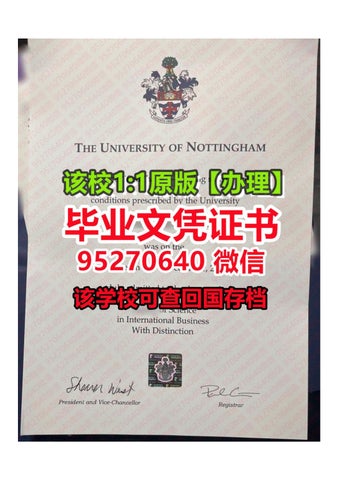 THE UNIVERSITY OF NOTTINGHAM
该校1:1原版【办理】
conditions prescribed by the University
毕业文凭证书
was on the
95270640 微信
该学校可查回国存档
of Science
in International Business
With Distinction
President and Vice-Chancellor
Registrar